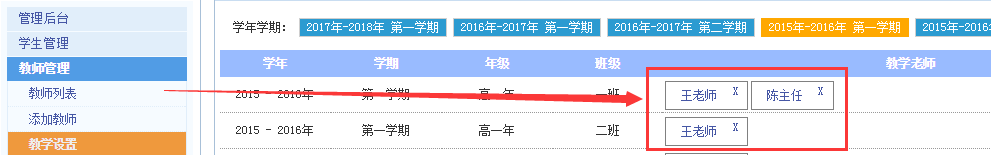 管理后台
学生管理
教师管理
教师列表
添加教师
教学设置
学年学期： 2017年-2018年 第一学期 2016年-2017年 第一学期 2016年-2017年 第二学期 2015年-2016年 第一学期 2015年-2016
学年 学期 年级 班级 教学老师
2015 - 2016年 第一学期 高一年 一班 王老师 X 陈主任 X
2015 - 2016年 第一学期 高一年 二班 王老师 X